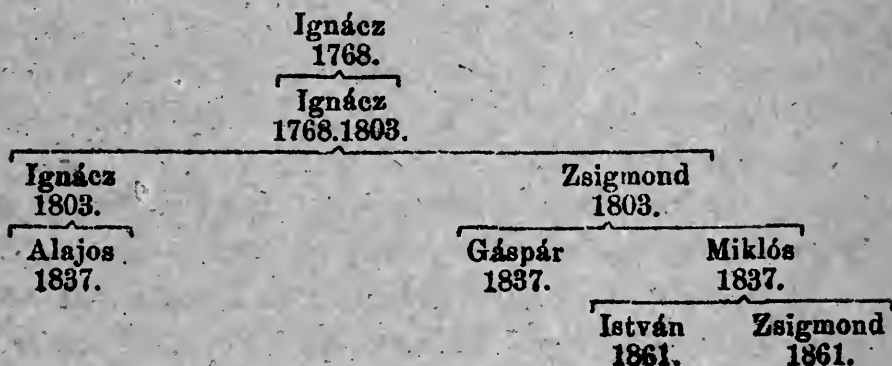 Ignácz
1768.
Ignácz
1768.1803.
Ignácz Zsigmond
1803. 1803.
Alajos Gáspár Miklós
1837. 1837. 1837.
István Zsigmond
1861. 1861.